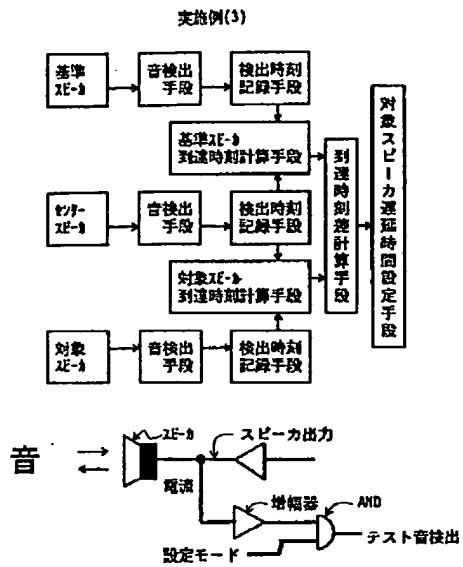 実施例(3)
基準
スピーカ
音検出
手段
検出時刻
記録手段
基準スピーカ
到達時刻計算手段
センター
スピーカ
音検出
手段
検出時刻
記録手段
対象スピーカ
到達時刻計算手段
対象
スピーカ
音検出
手段
検出時刻
記録手段
到達時刻差計算手段
対象スピーカ遅延時間設定手段
音
スピーカ
スピーカ出力
電流
増幅器
AND
設定モード
テスト音検出